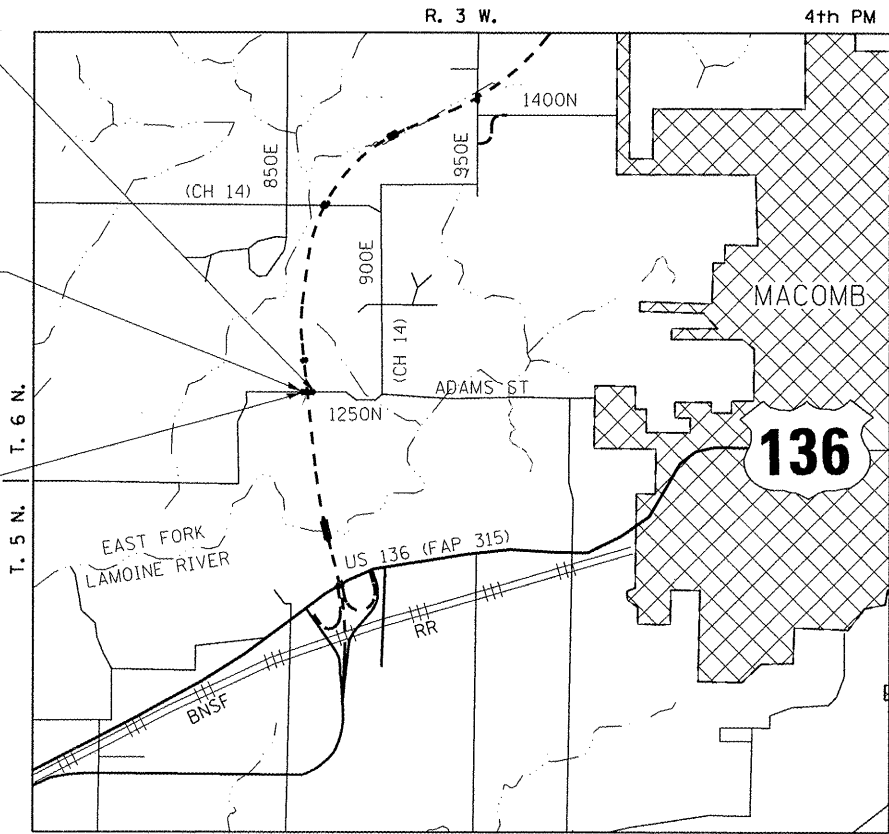 R. 3 W.
4th PM
1400N
850E
950E
(CH 14)
900E
MACOMB
(CH 14)
ADAMS ST
1250N
136
T. 5 N. T. 6 N.
EAST FORK
LAMOINE RIVER
US 136 (FAP 315)
RR
BNSF